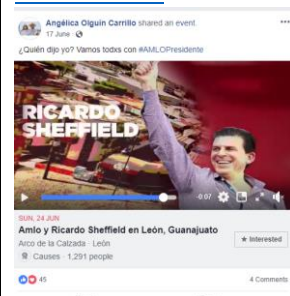 Angélica Olguín Carrillo shared an event.
17 June
¿Quién dijo yo? Vamos todxs con #AMLOPresidente
RICARDO
SHEFFIELD
-0:07
SUN, 24 JUN
Amlo y Ricardo Sheffield en León, Guanajuato
Arco de la Calzada · León
Causes · 1,291 people
★ Interested
45
4 Comments